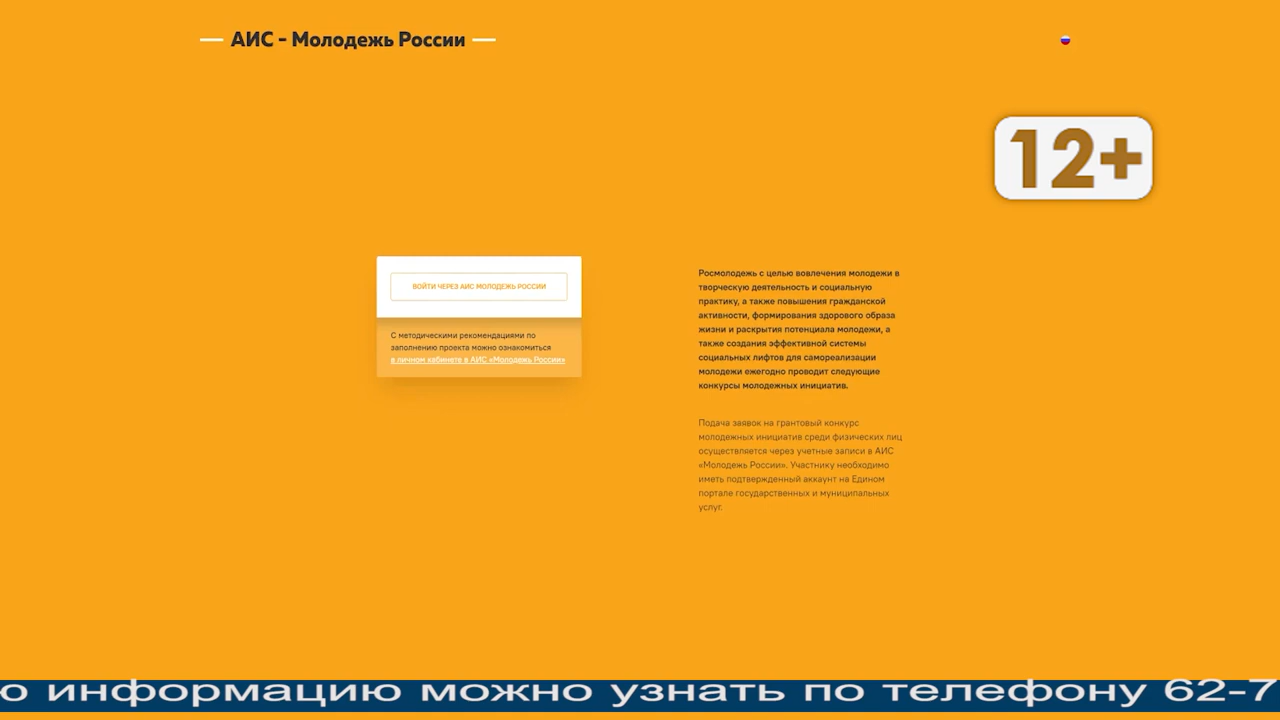 АИС - Молодежь России
12+
ВОЙТИ ЧЕРЕЗ АИС МОЛОДЕЖЬ РОССИИ
С методическими рекомендациями по
заполнению проекта можно ознакомиться
в личном кабинете в АИС «Молодежь России»
Росмолодежь с целью вовлечения молодежи в
творческую деятельность и социальную
практику, а также повышения гражданской
активности, формирования здорового образа
жизни и раскрытия потенциала молодежи, а
также создания эффективной системы
социальных лифтов для самореализации
молодежи ежегодно проводит следующие
конкурсы молодежных инициатив.
Подача заявок на грантовый конкурс
молодежных инициатив среди физических лиц
осуществляется через учетные записи в АИС
«Молодежь России». Участнику необходимо
иметь подтвержденный аккаунт на Едином
портале государственных и муниципальных
услуг.
ю информацию можно узнать по телефону 62-7